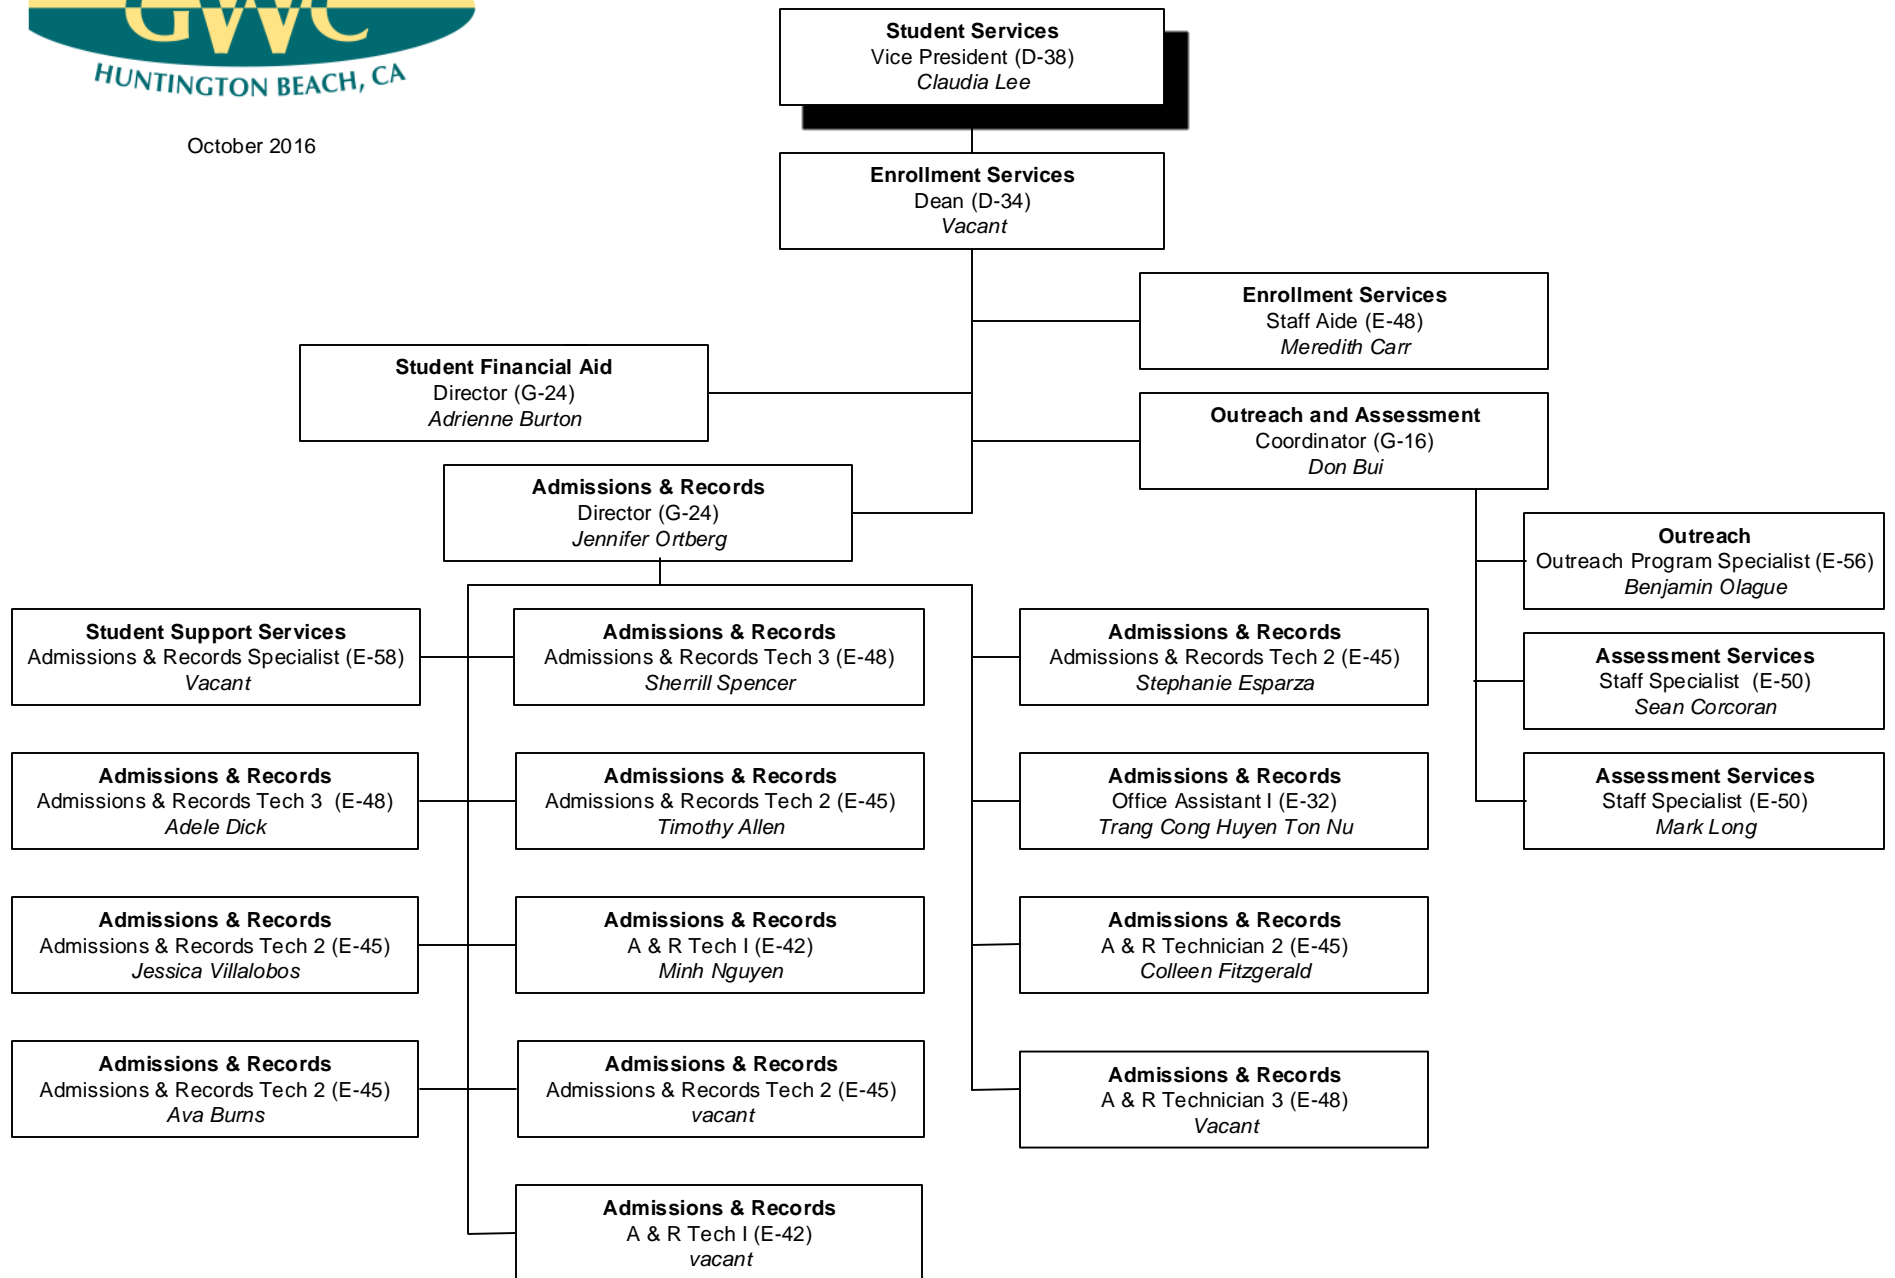 GWC
HUNTINGTON BEACH, CA
October 2016
Student Services
Vice President (D-38)
Claudia Lee
Enrollment Services
Dean (D-34)
Vacant
Enrollment Services
Staff Aide (E-48)
Meredith Carr
Student Financial Aid
Director (G-24)
Adrienne Burton
Outreach and Assessment
Coordinator (G-16)
Don Bui
Admissions & Records
Director (G-24)
Jennifer Ortberg
Outreach
Outreach Program Specialist (E-56)
Benjamin Olague
Student Support Services
Admissions & Records Specialist (E-58)
Vacant
Admissions & Records
Admissions & Records Tech 3 (E-48)
Sherrill Spencer
Admissions & Records
Admissions & Records Tech 2 (E-45)
Stephanie Esparza
Assessment Services
Staff Specialist (E-50)
Sean Corcoran
Admissions & Records
Admissions & Records Tech 3 (E-48)
Adele Dick
Admissions & Records
Admissions & Records Tech 2 (E-45)
Timothy Allen
Admissions & Records
Office Assistant I (E-32)
Trang Cong Huyen Ton Nu
Assessment Services
Staff Specialist (E-50)
Mark Long
Admissions & Records
Admissions & Records Tech 2 (E-45)
Jessica Villalobos
Admissions & Records
A & R Tech I (E-42)
Minh Nguyen
Admissions & Records
A & R Technician 2 (E-45)
Colleen Fitzgerald
Admissions & Records
Admissions & Records Tech 2 (E-45)
Ava Burns
Admissions & Records
Admissions & Records Tech 2 (E-45)
vacant
Admissions & Records
A & R Technician 3 (E-48)
Vacant
Admissions & Records
A & R Tech I (E-42)
vacant